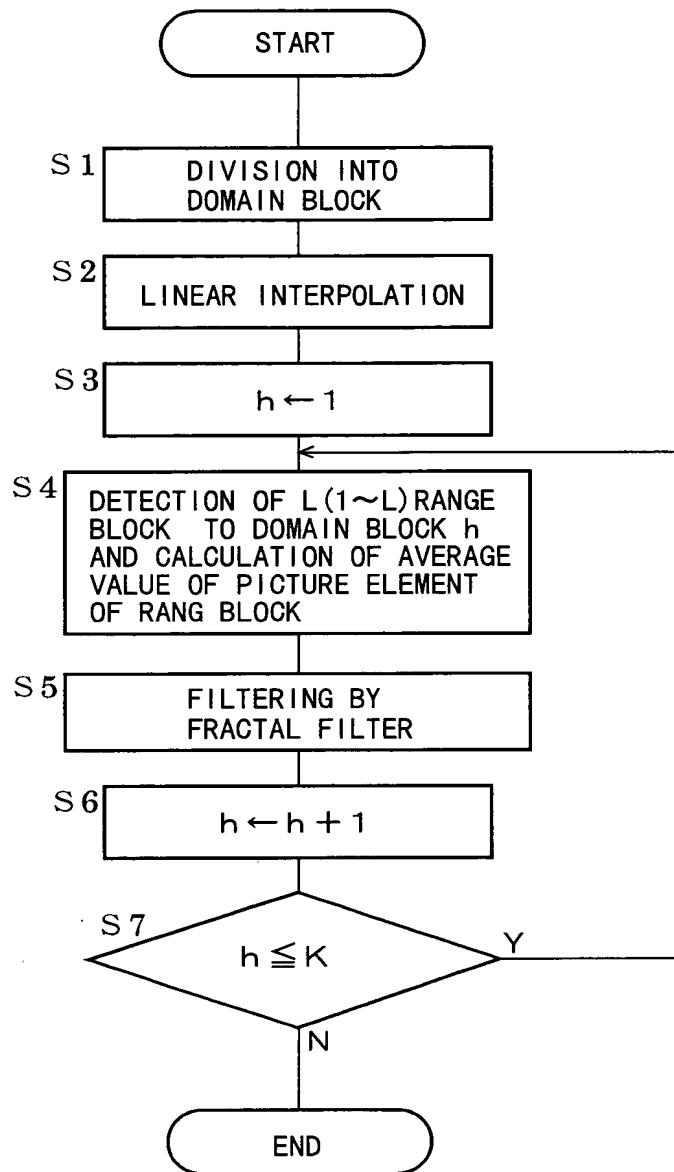 START
S1
DIVISION INTO
DOMAIN BLOCK
S2
LINEAR INTERPOLATION
S3
h ← 1
S4
DETECTION OF L(1~L)RANGE
BLOCK TO DOMAIN BLOCK h
AND CALCULATION OF AVERAGE
VALUE OF PICTURE ELEMENT
OF RANG BLOCK
S5
FILTERING BY
FRACTAL FILTER
S6
h ← h + 1
S7
h ≦ K
Y
N
END